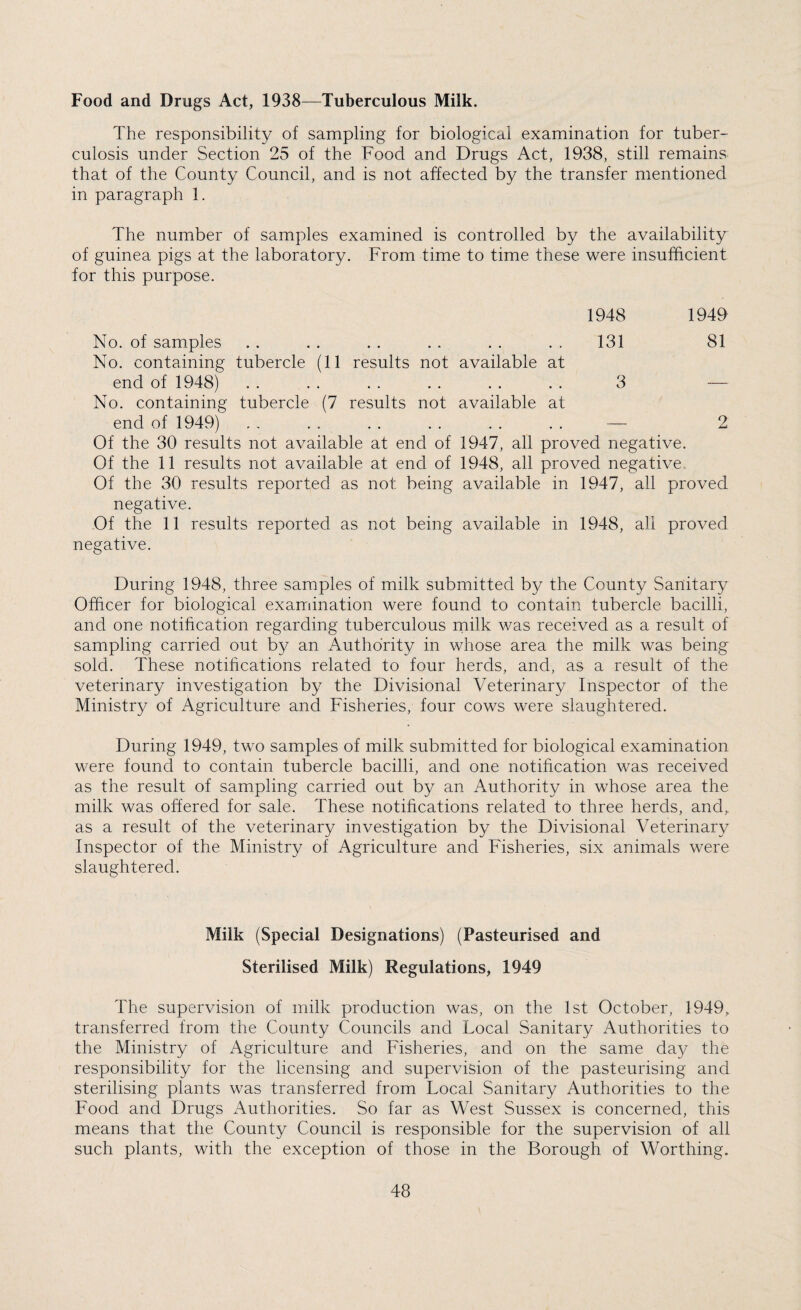 Food and Drugs Act, 1938—Tuberculous Milk.
The responsibility of sampling for biological examination for tuber-
culosis under Section 25 of the Food and Drugs Act, 1938, still remains
that of the County Council, and is not affected by the transfer mentioned
in paragraph 1.
The number of samples examined is controlled by the availability
of guinea pigs at the laboratory. From time to time these were insufficient
for this purpose.
1948 1949
No. of samples .. .. .. .. .. .. 131 81
No. containing tubercle (11 results not available at
end of 1948) .. .. .. .. .. .. 3 —
No. containing tubercle (7 results not available at
end of 1949) .. .. .. .. .. .. — 2
Of the 30 results not available at end of 1947, all proved negative.
Of the 11 results not available at end of 1948, all proved negative.
Of the 30 results reported as not being available in 1947, all proved
negative.
Of the 11 results reported as not being available in 1948, all proved
negative.
During 1948, three samples of milk submitted by the County Sanitary
Officer for biological examination were found to contain tubercle bacilli,
and one notification regarding tuberculous milk was received as a result of
sampling carried out by an Authority in whose area the milk was being
sold. These notifications related to four herds, and, as a result of the
veterinary investigation by the Divisional Veterinary Inspector of the
Ministry of Agriculture and Fisheries, four cows were slaughtered.
During 1949, two samples of milk submitted for biological examination
were found to contain tubercle bacilli, and one notification was received
as the result of sampling carried out by an Authority in whose area the
milk was offered for sale. These notifications related to three herds, and,
as a result of the veterinary investigation by the Divisional Veterinary
Inspector of the Ministry of Agriculture and Fisheries, six animals were
slaughtered.
Milk (Special Designations) (Pasteurised and
Sterilised Milk) Regulations, 1949
The supervision of milk production was, on the 1st October, 1949,
transferred from the County Councils and Local Sanitary Authorities to
the Ministry of Agriculture and Fisheries, and on the same day the
responsibility for the licensing and supervision of the pasteurising and
sterilising plants was transferred from Local Sanitary Authorities to the
Food and Drugs Authorities. So far as West Sussex is concerned, this
means that the County Council is responsible for the supervision of all
such plants, with the exception of those in the Borough of Worthing.
48